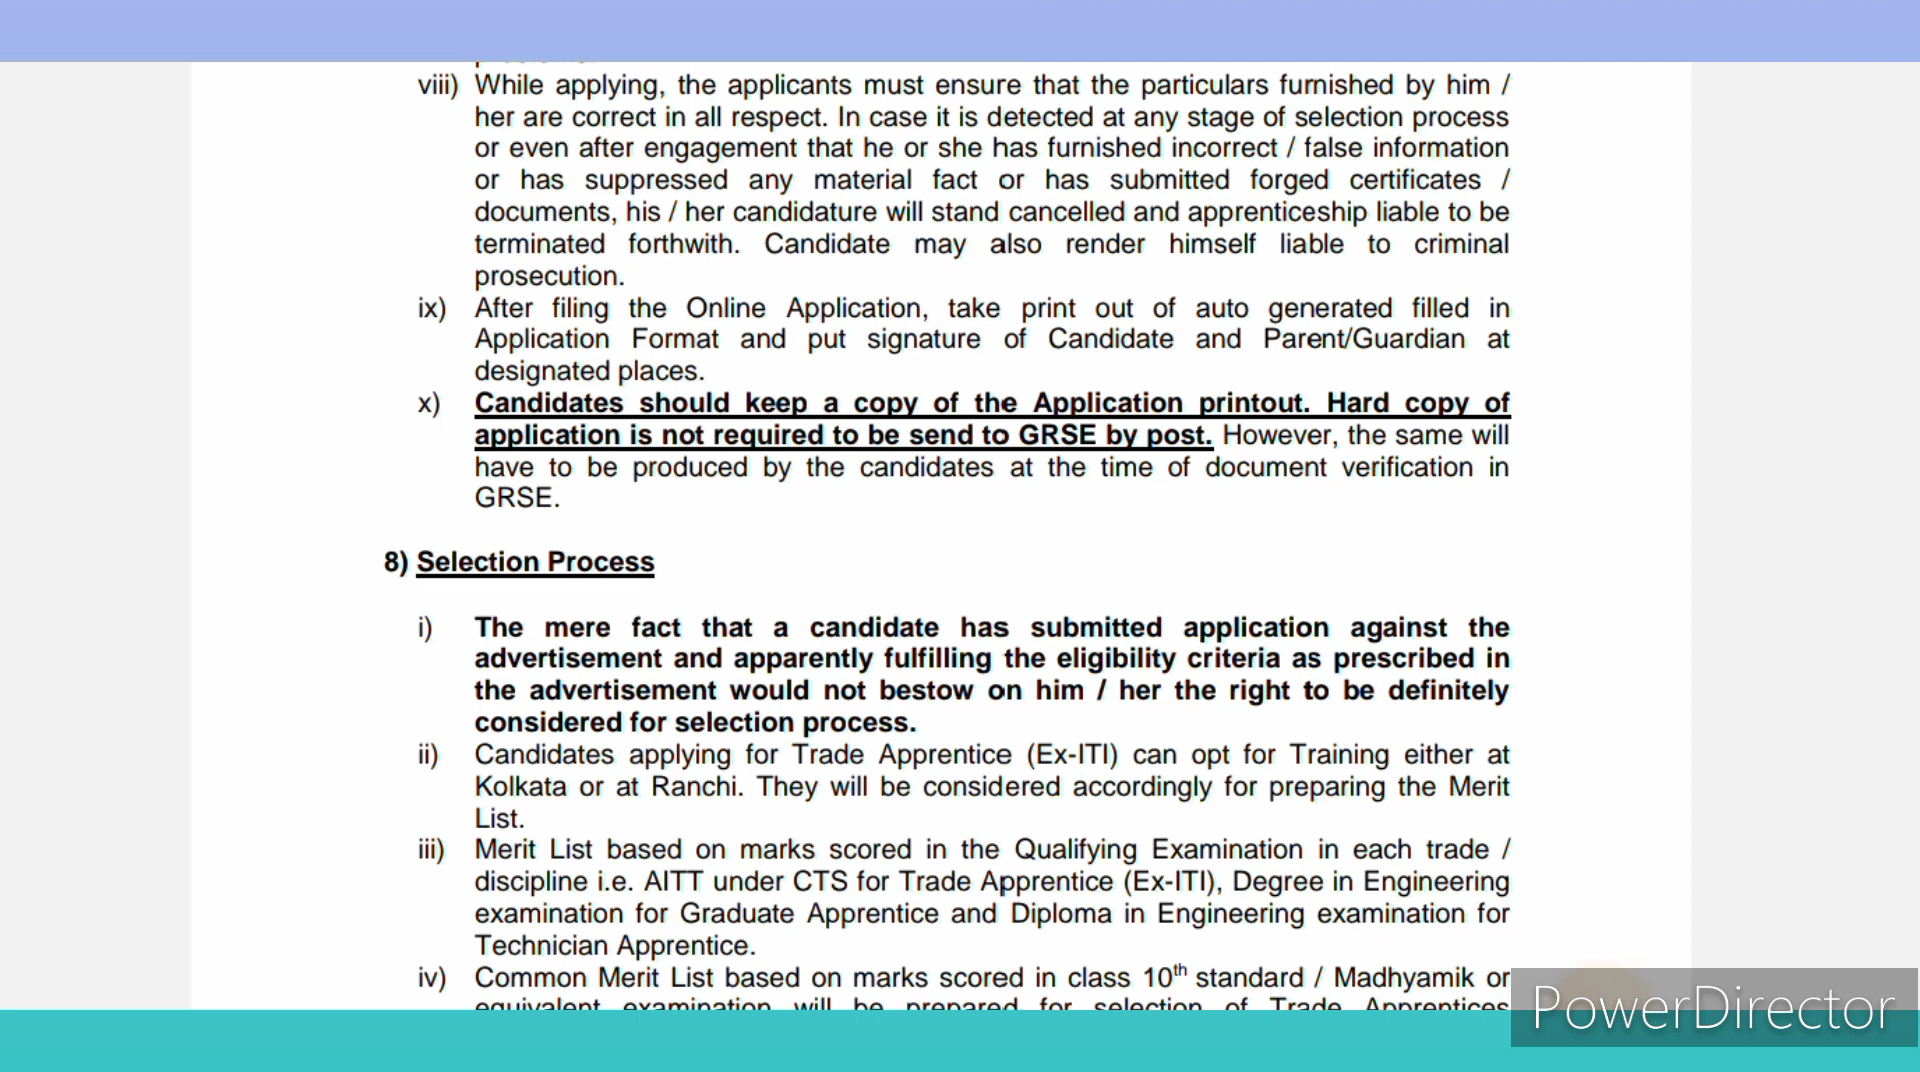 viii) While applying, the applicants must ensure that the particulars furnished by him /
her are correct in all respect. In case it is detected at any stage of selection process
or even after engagement that he or she has furnished incorrect / false information
or has suppressed any material fact or has submitted forged certificates /
documents, his / her candidature will stand cancelled and apprenticeship liable to be
terminated forthwith. Candidate may also render himself liable to criminal
prosecution.
ix) After filing the Online Application, take print out of auto generated filled in
Application Format and put signature of Candidate and Parent/Guardian at
designated places.
x) Candidates should keep a copy of the Application printout. Hard copy of
application is not required to be send to GRSE by post. However, the same will
have to be produced by the candidates at the time of document verification in
GRSE.
8) Selection Process
i) The mere fact that a candidate has submitted application against the
advertisement and apparently fulfilling the eligibility criteria as prescribed in
the advertisement would not bestow on him / her the right to be definitely
considered for selection process.
ii) Candidates applying for Trade Apprentice (Ex-ITI) can opt for Training either at
Kolkata or at Ranchi. They will be considered accordingly for preparing the Merit
List.
iii) Merit List based on marks scored in the Qualifying Examination in each trade /
discipline i.e. AITT under CTS for Trade Apprentice (Ex-ITI), Degree in Engineering
examination for Graduate Apprentice and Diploma in Engineering examination for
Technician Apprentice.
iv) Common Merit List based on marks scored in class 10th standard / Madhyamik or
equivalent examination will be prepared for selection of Trade Apprentices
PowerDirector